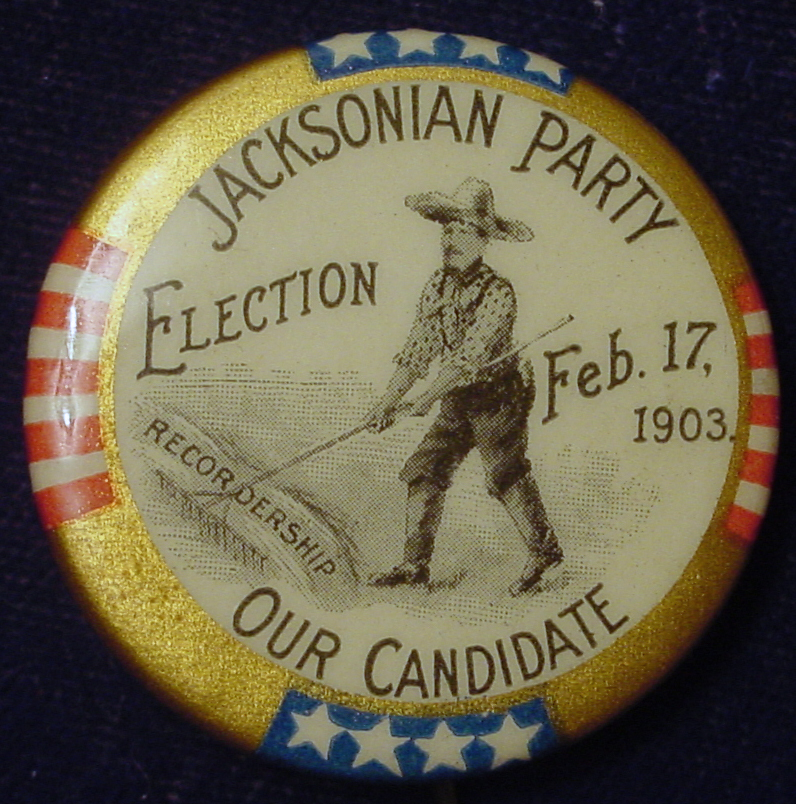 JACKSONIAN PARTY
ELECTION
Feb. 17,
1903.
RECORDERSHIP
OUR CANDIDATE